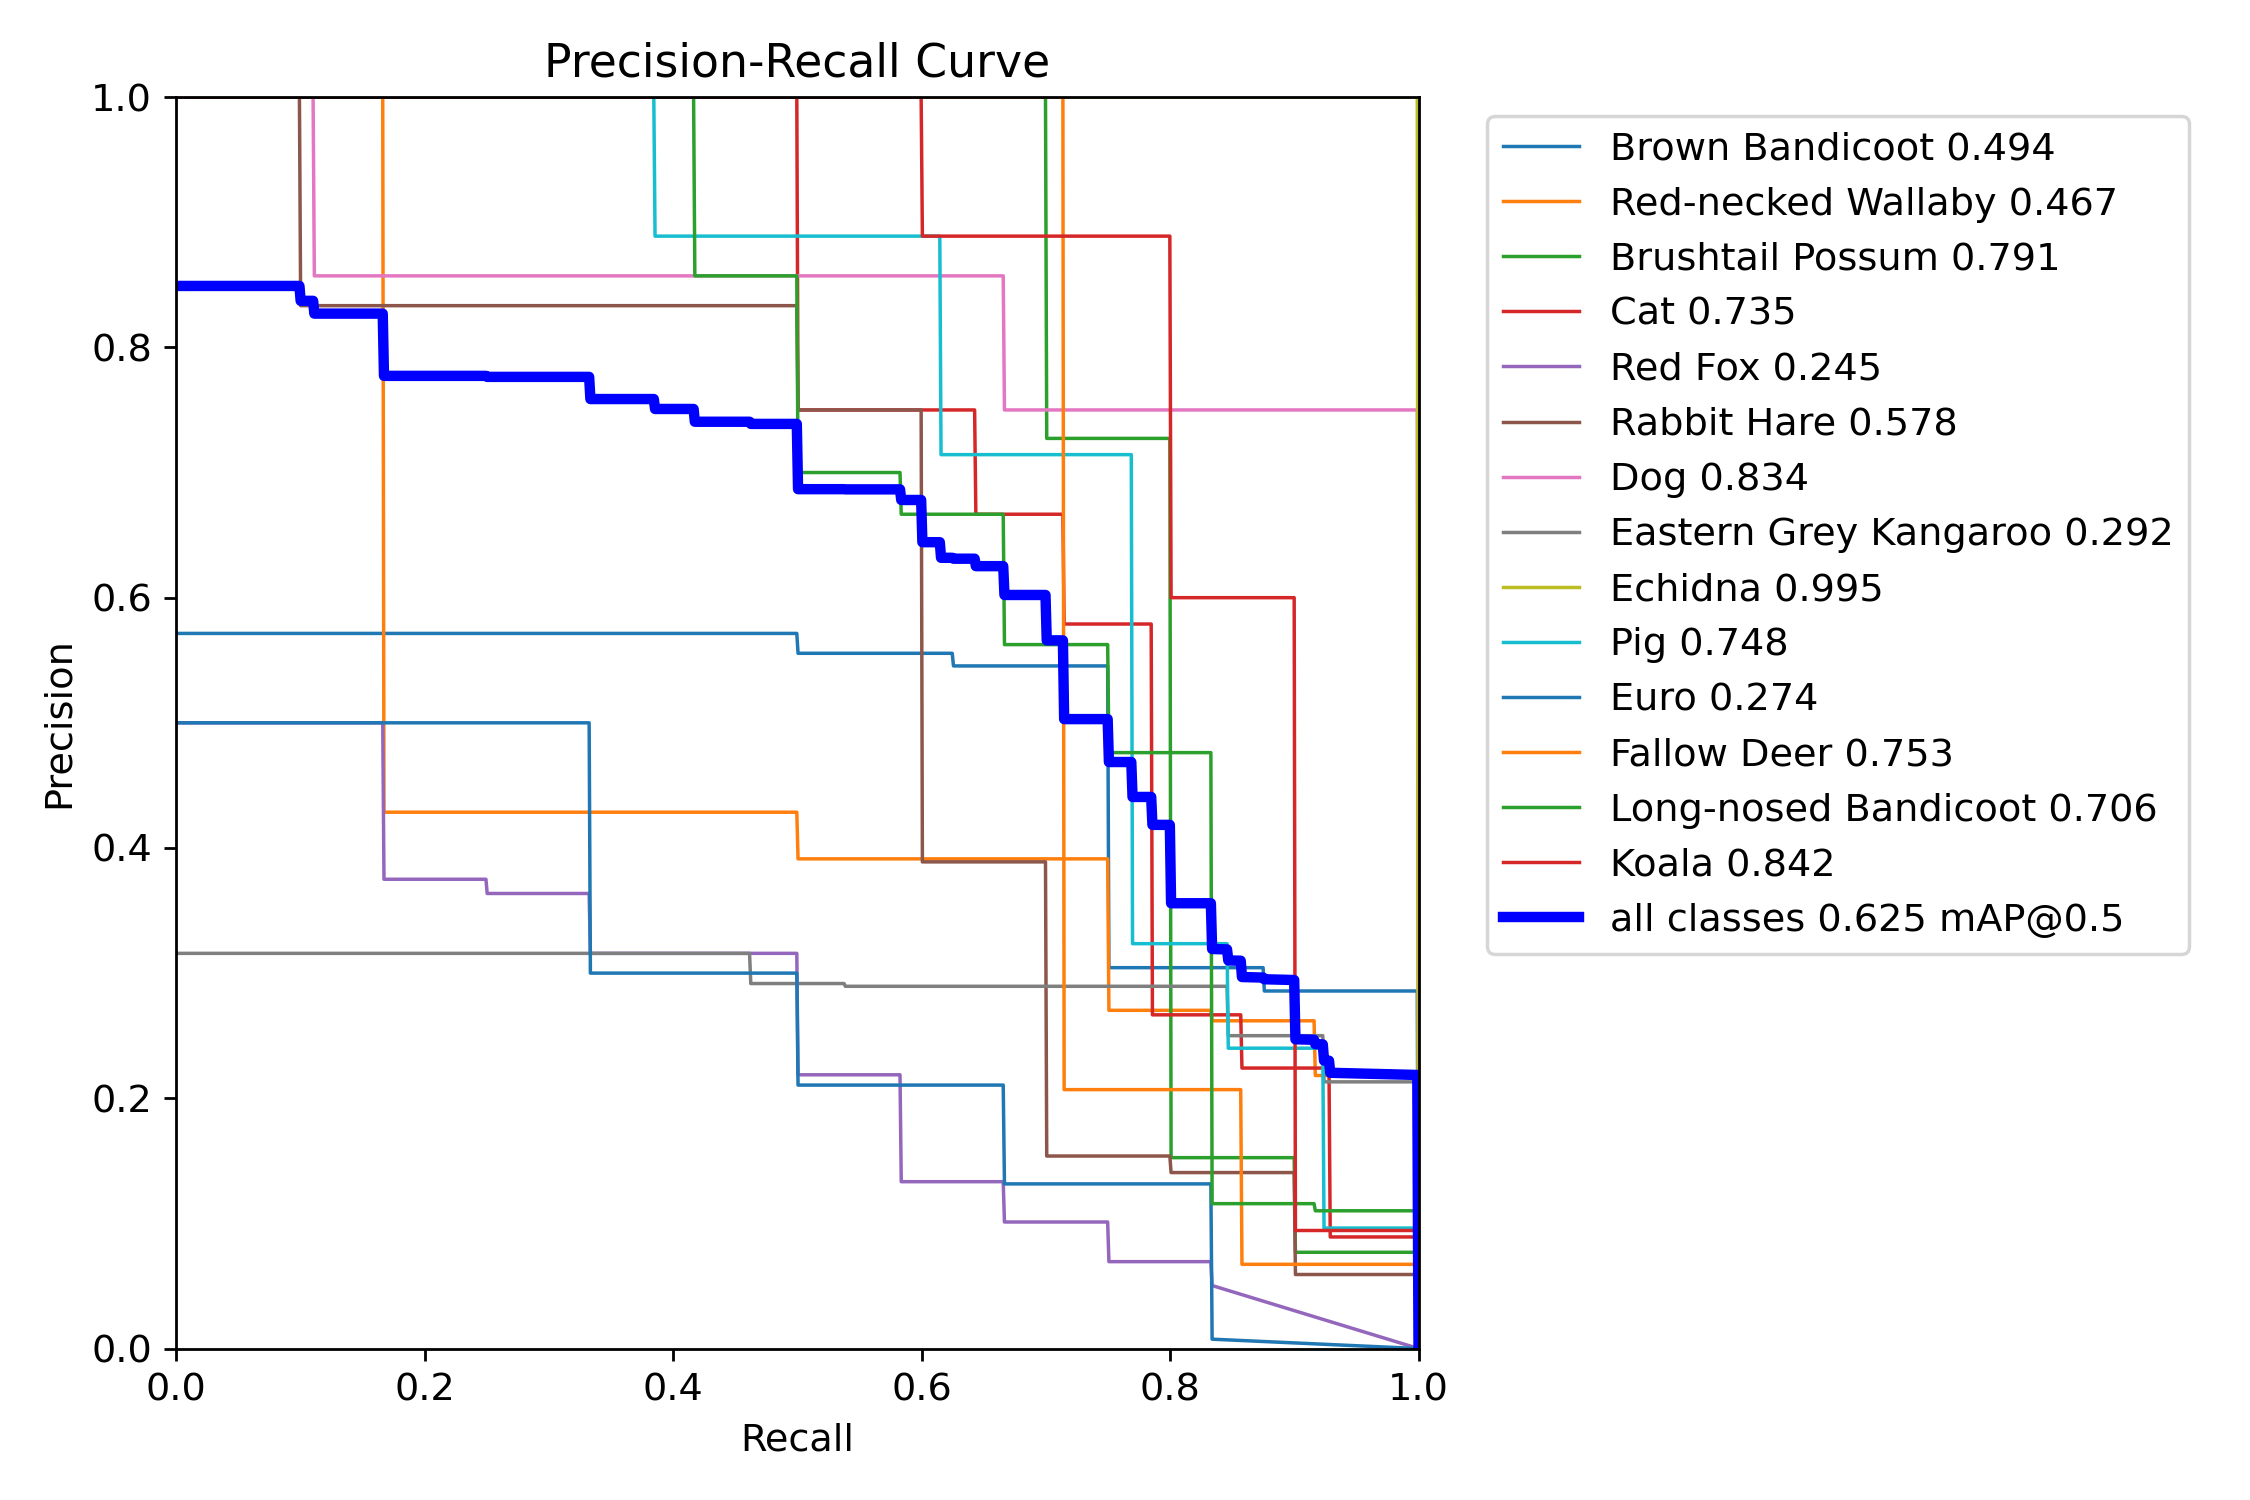 Precision-Recall Curve
1.0
0.8
0.6
0.4
0.2
0.0
Precision
0.0 0.2 0.4 0.6 0.8 1.0
Recall
Brown Bandicoot 0.494
Red-necked Wallaby 0.467
Brushtail Possum 0.791
Cat 0.735
Red Fox 0.245
Rabbit Hare 0.578
Dog 0.834
Eastern Grey Kangaroo 0.292
Echidna 0.995
Pig 0.748
Euro 0.274
Fallow Deer 0.753
Long-nosed Bandicoot 0.706
Koala 0.842
all classes 0.625 mAP@0.5